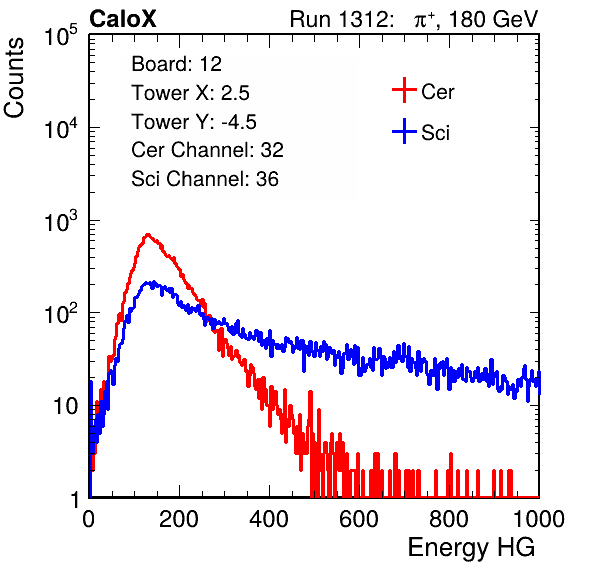 CaloX Run 1312: π⁺, 180 GeV
Counts
Board: 12
Tower X: 2.5
Tower Y: -4.5
Cer Channel: 32
Sci Channel: 36
Cer
Sci
10⁵
10⁴
10³
10²
10
1
0 200 400 600 800 1000
Energy HG